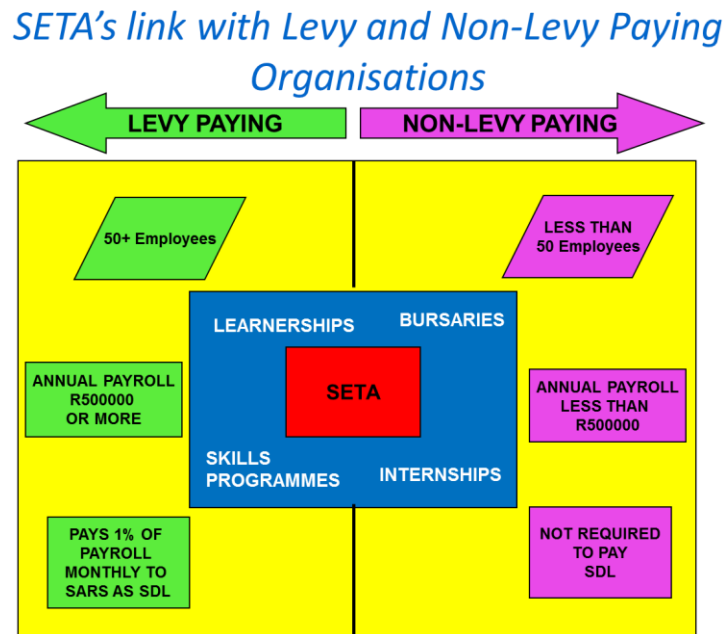 SETA's link with Levy and Non-Levy Paying
Organisations
LEVY PAYING
NON-LEVY PAYING
50+ Employees
LESS THAN
50 Employees
LEARNERSHIPS
BURSARIES
ANNUAL PAYROLL
R500000
OR MORE
SETA
ANNUAL PAYROLL
LESS THAN
R500000
SKILLS
PROGRAMMES
INTERNSHIPS
PAYS 1% OF
PAYROLL
MONTHLY TO
SARS AS SDL
NOT REQUIRED
TO PAY
SDL